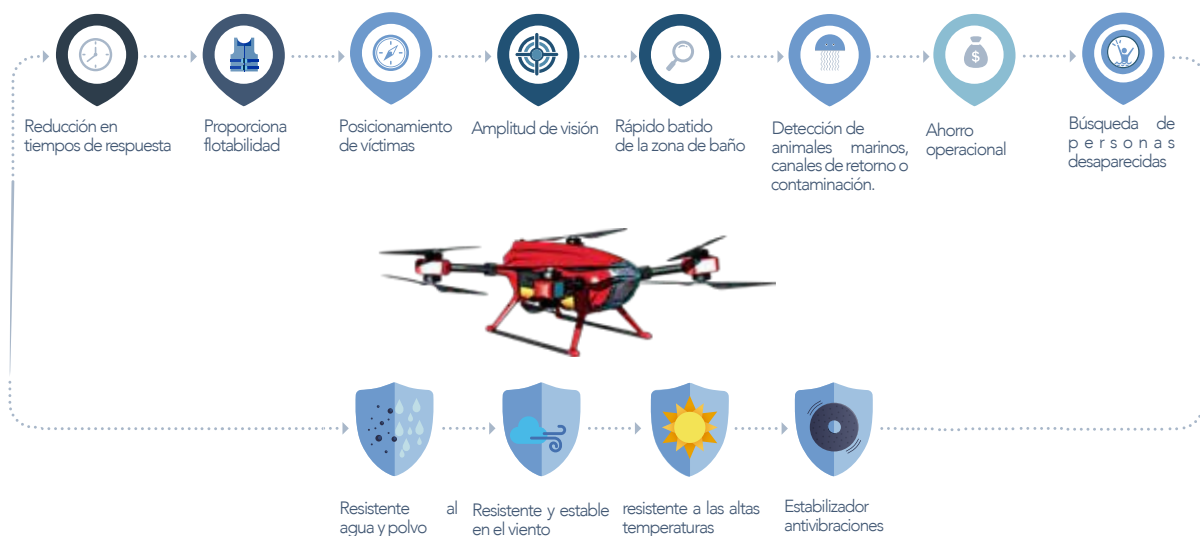 Reducción en
tiempos de respuesta
Proporciona
flotabilidad
Posicionamiento
de víctimas
Amplitud de visión
Rápido batido
de la zona de baño
Detección de
animales marinos,
canales de retorno o
contaminación.
$
Ahorro
operacional
Búsqueda de
personas
desaparecidas
Resistente al
agua y polvo
Resistente y estable
en el viento
resistente a las altas
temperaturas
Estabilizador
antivibraciones